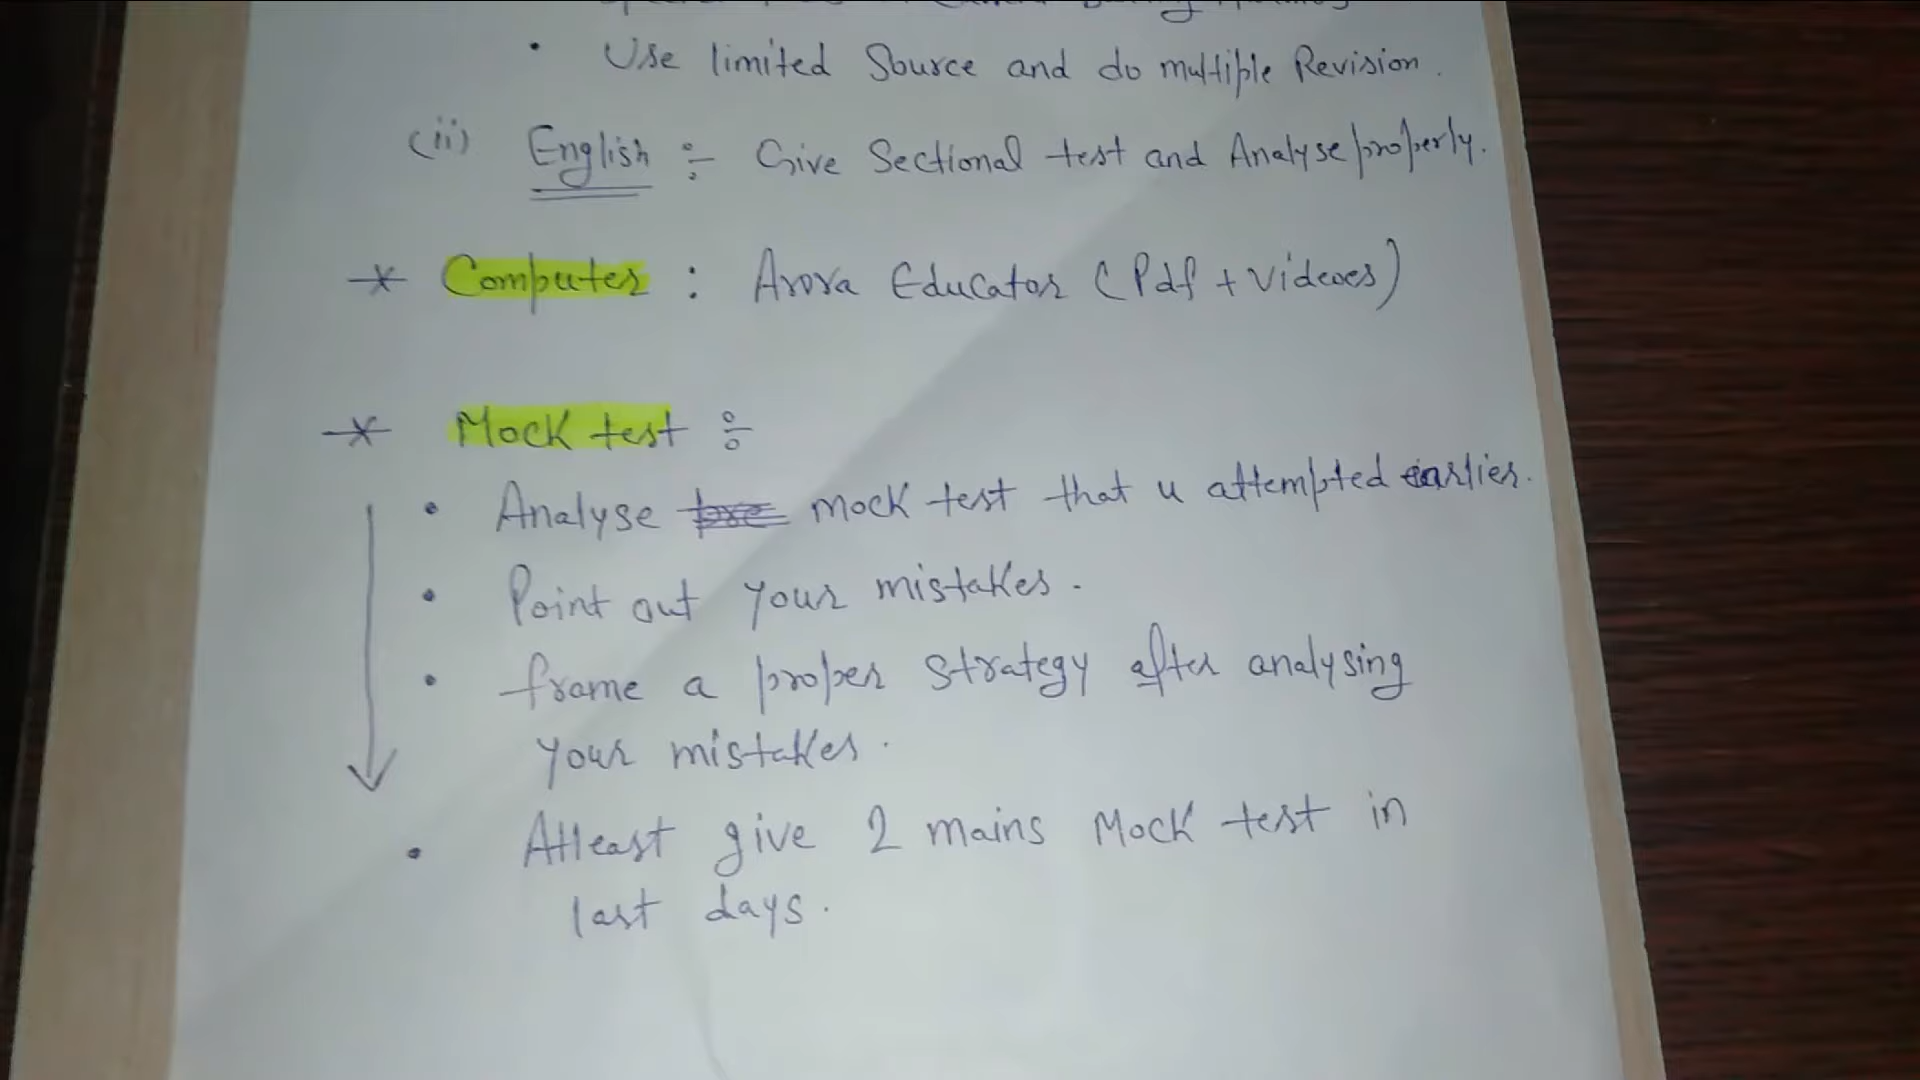 • Use limited Source and do multiple Revision.
(ii) English ÷ Give Sectional test and Analyse properly.
* Computer : Arora Educator (Pdf + Videoes)
* Mock test ÷
• Analyse mock test that u attempted earlier.
• Point out your mistakes.
• frame a proper strategy after analysing
your mistakes.
• Atleast give 2 mains Mock test in
last days.